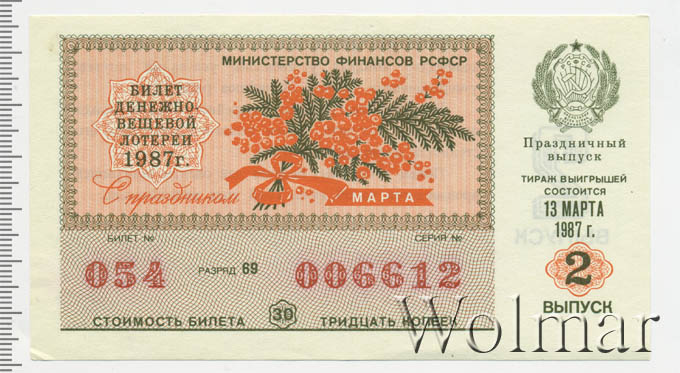 МИНИСТЕРСТВО ФИНАНСОВ РСФСР
БИЛЕТ
ДЕНЕЖНО-
ВЕЩЕВОЙ
ЛОТЕРЕИ
1987г.
С праздником
МАРТА
БИЛЕТ №
СЕРИЯ №
054
РАЗРЯД 69
006612
СТОИМОСТЬ БИЛЕТА
30
ТРИДЦАТЬ КОПЕЕК
Праздничный
выпуск
ТИРАЖ ВЫИГРЫШЕЙ
СОСТОИТСЯ
13 МАРТА
1987 г.
2
ВЫПУСК
Wolmar